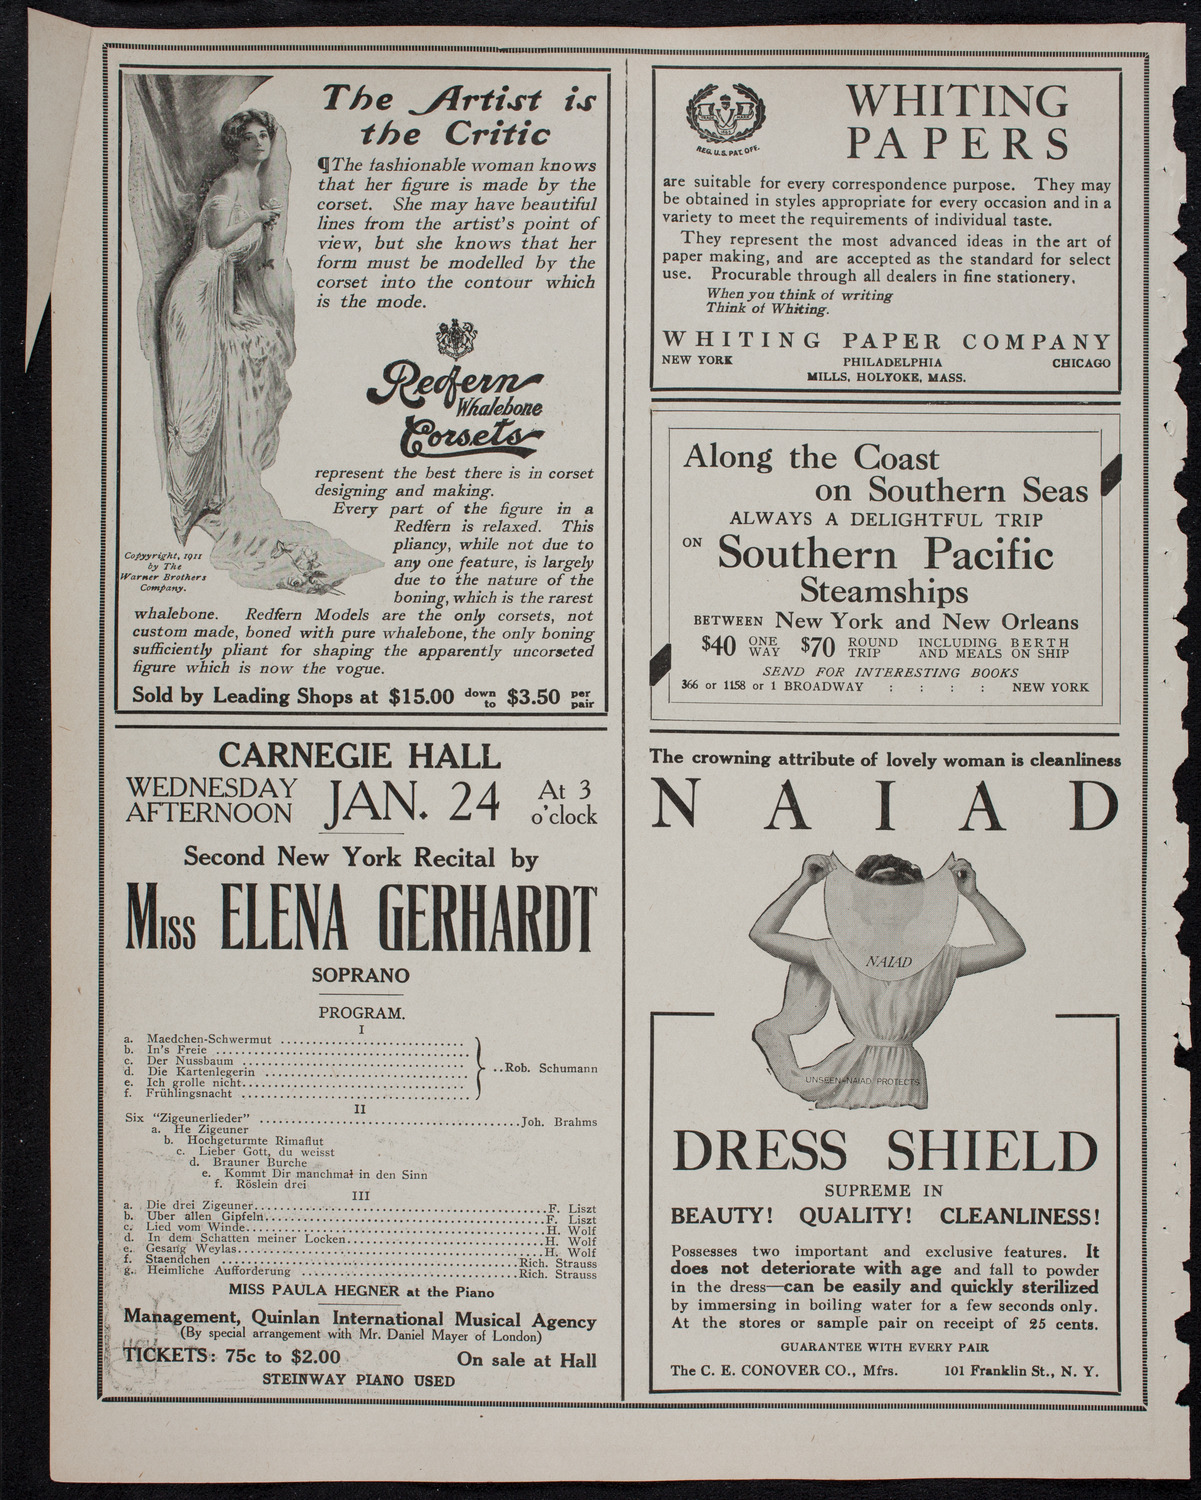 The Artist is
the Critic
¶The fashionable woman knows
that her figure is made by the
corset. She may have beautiful
lines from the artist's point of
view, but she knows that her
form must be modelled by the
corset into the contour which
is the mode.
Redfern
Whalebone
Corsets
represent the best there is in corset
designing and making.
Every part of the figure in a
Redfern is relaxed. This
pliancy, while not due to
any one feature, is largely
due to the nature of the
boning, which is the rarest
Copyright, 1911
by The
Warner Brothers
Company.
whalebone. Redfern Models are the only corsets, not
custom made, boned with pure whalebone, the only boning
sufficiently pliant for shaping the apparently uncorseted
figure which is now the vogue.
Sold by Leading Shops at $15.00 down to $3.50 per pair
CARNEGIE HALL
WEDNESDAY AFTERNOON JAN. 24 At 3 o'clock
Second New York Recital by
Miss ELENA GERHARDT
SOPRANO
PROGRAM.
I
a. Maedchen-Schwermut
b. In's Freie
c. Der Nussbaum
d. Die Kartenlegerin ..Rob. Schumann
e. Ich grolle nicht
f. Frühlingsnacht
II
Six "Zigeunerlieder" Joh. Brahms
a. He Zigeuner
b. Hochgeturmte Rimaflut
c. Lieber Gott, du weisst
d. Brauner Burche
e. Kommt Dir manchmal in den Sinn
f. Röslein drei
III
a. Die drei Zigeuner F. Liszt
b. Uber allen Gipfeln F. Liszt
c. Lied vom Winde H. Wolf
d. In dem Schatten meiner Locken H. Wolf
e. Gesang Weylas H. Wolf
f. Staendchen Rich. Strauss
g. Heimliche Aufforderung Rich. Strauss
MISS PAULA HEGNER at the Piano
Management, Quinlan International Musical Agency
(By special arrangement with Mr. Daniel Mayer of London)
TICKETS: 75c to $2.00 On sale at Hall
STEINWAY PIANO USED
TRADE MARK
REG. U.S. PAT. OFF.
WHITING
PAPERS
are suitable for every correspondence purpose. They may
be obtained in styles appropriate for every occasion and in a
variety to meet the requirements of individual taste.
They represent the most advanced ideas in the art of
paper making, and are accepted as the standard for select
use. Procurable through all dealers in fine stationery.
When you think of writing
Think of Whiting.
WHITING PAPER COMPANY
NEW YORK PHILADELPHIA CHICAGO
MILLS, HOLYOKE, MASS.
Along the Coast
on Southern Seas
ALWAYS A DELIGHTFUL TRIP
ON Southern Pacific
Steamships
BETWEEN New York and New Orleans
$40 ONE WAY $70 ROUND TRIP INCLUDING BERTH AND MEALS ON SHIP
SEND FOR INTERESTING BOOKS
366 or 1158 or 1 BROADWAY : : : : NEW YORK
The crowning attribute of lovely woman is cleanliness
NAIAD
NAIAD
UNSEEN-NAIAD PROTECTS
DRESS SHIELD
SUPREME IN
BEAUTY! QUALITY! CLEANLINESS!
Possesses two important and exclusive features. It
does not deteriorate with age and fall to powder
in the dress—can be easily and quickly sterilized
by immersing in boiling water for a few seconds only.
At the stores or sample pair on receipt of 25 cents.
GUARANTEE WITH EVERY PAIR
The C. E. CONOVER CO., Mfrs. 101 Franklin St., N. Y.